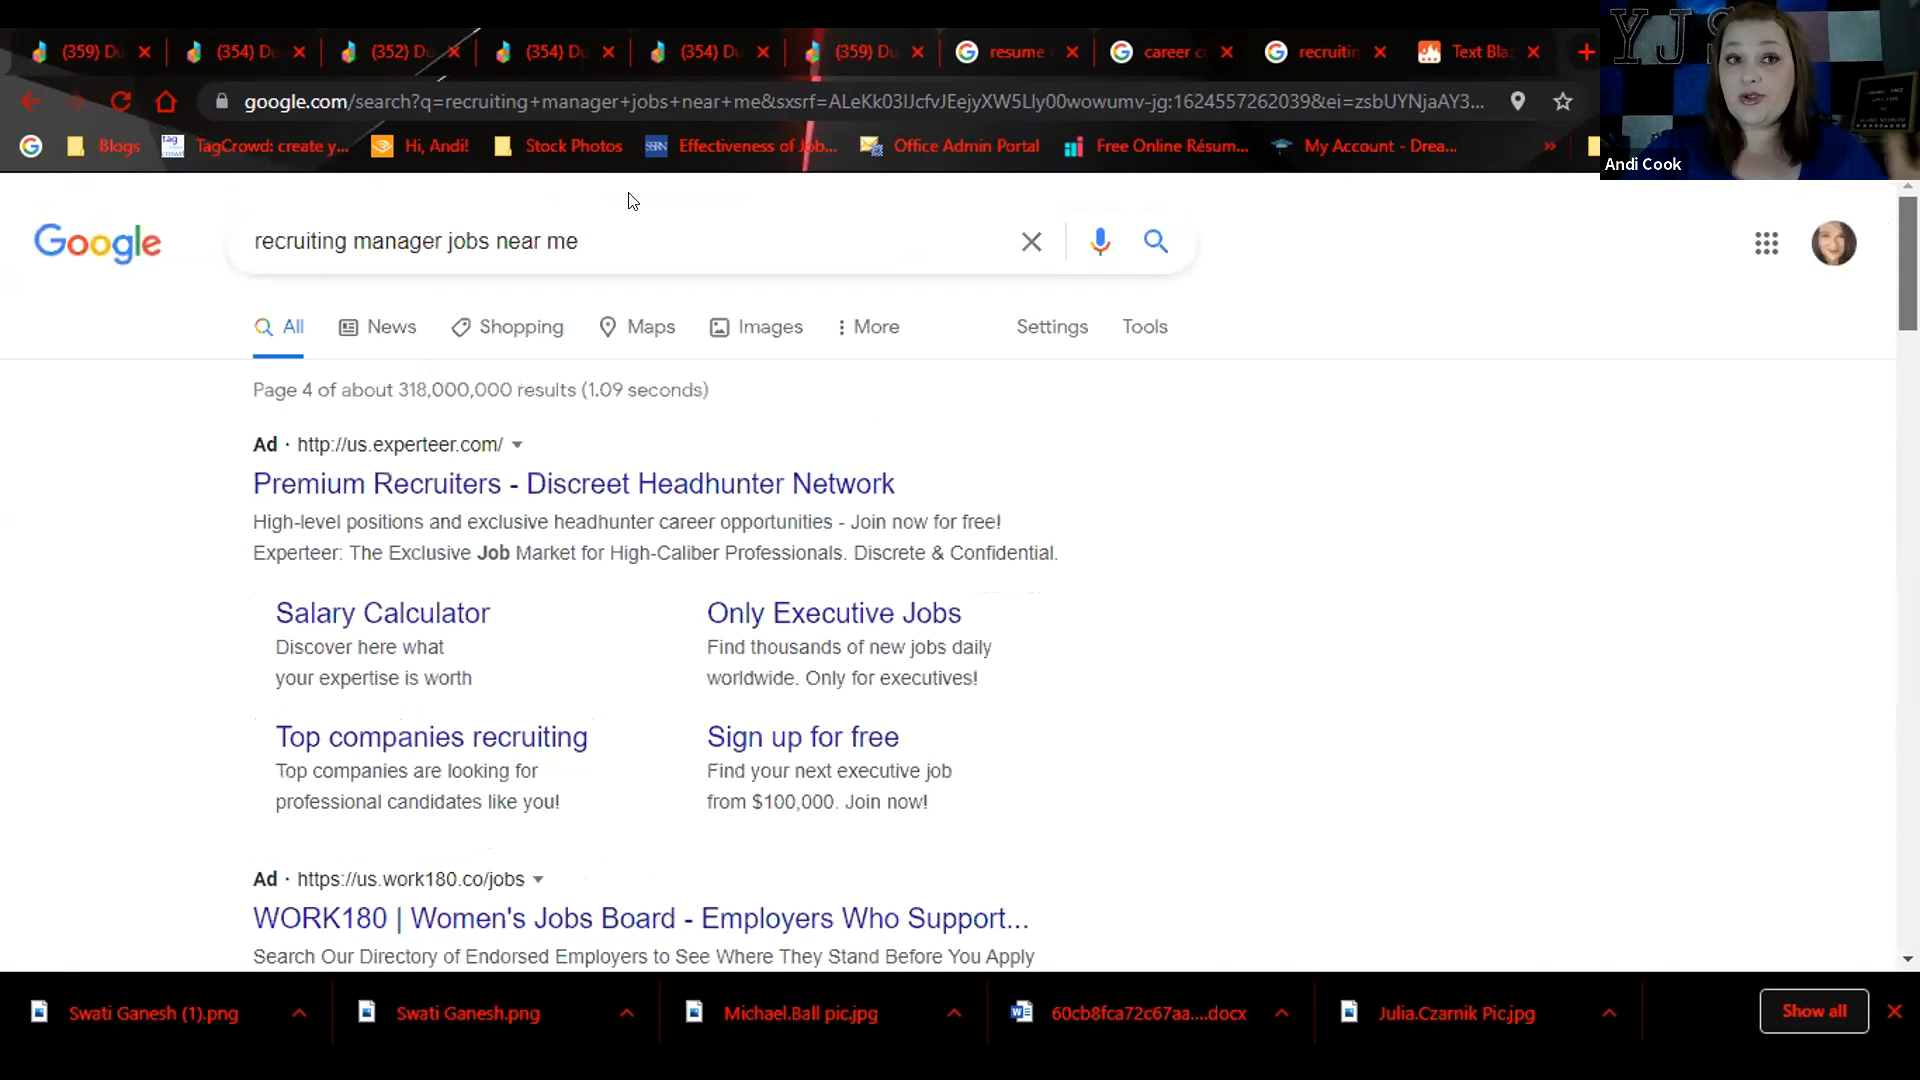 (359) Du
(354) Du
(352) Du
(354) Du
(354) Du
(359) Du
resume
career c
recruitin
Text Blaz
google.com/search?q=recruiting+manager+jobs+near+me&sxsrf=ALeKk03IJcfvJEejyXW5Lly00wowumv-jg:1624557262039&ei=zsbUYNjaAY3...
Blogs
tag crowd
TagCrowd: create y...
Hi, Andi!
Stock Photos
SSRN
Effectiveness of Job...
Office Admin Portal
Free Online Résum...
My Account - Drea...
»
YJS
Andi Cook
Google
recruiting manager jobs near me
All
News
Shopping
Maps
Images
More
Settings
Tools
Page 4 of about 318,000,000 results (1.09 seconds)
Ad · http://us.experteer.com/
Premium Recruiters - Discreet Headhunter Network
High-level positions and exclusive headhunter career opportunities - Join now for free!
Experteer: The Exclusive Job Market for High-Caliber Professionals. Discrete & Confidential.
Salary Calculator
Discover here what
your expertise is worth
Only Executive Jobs
Find thousands of new jobs daily
worldwide. Only for executives!
Top companies recruiting
Top companies are looking for
professional candidates like you!
Sign up for free
Find your next executive job
from $100,000. Join now!
Ad · https://us.work180.co/jobs
WORK180 | Women's Jobs Board - Employers Who Support...
Search Our Directory of Endorsed Employers to See Where They Stand Before You Apply
Swati Ganesh (1).png
Swati Ganesh.png
Michael.Ball pic.jpg
60cb8fca72c67aa....docx
Julia.Czarnik Pic.jpg
Show all